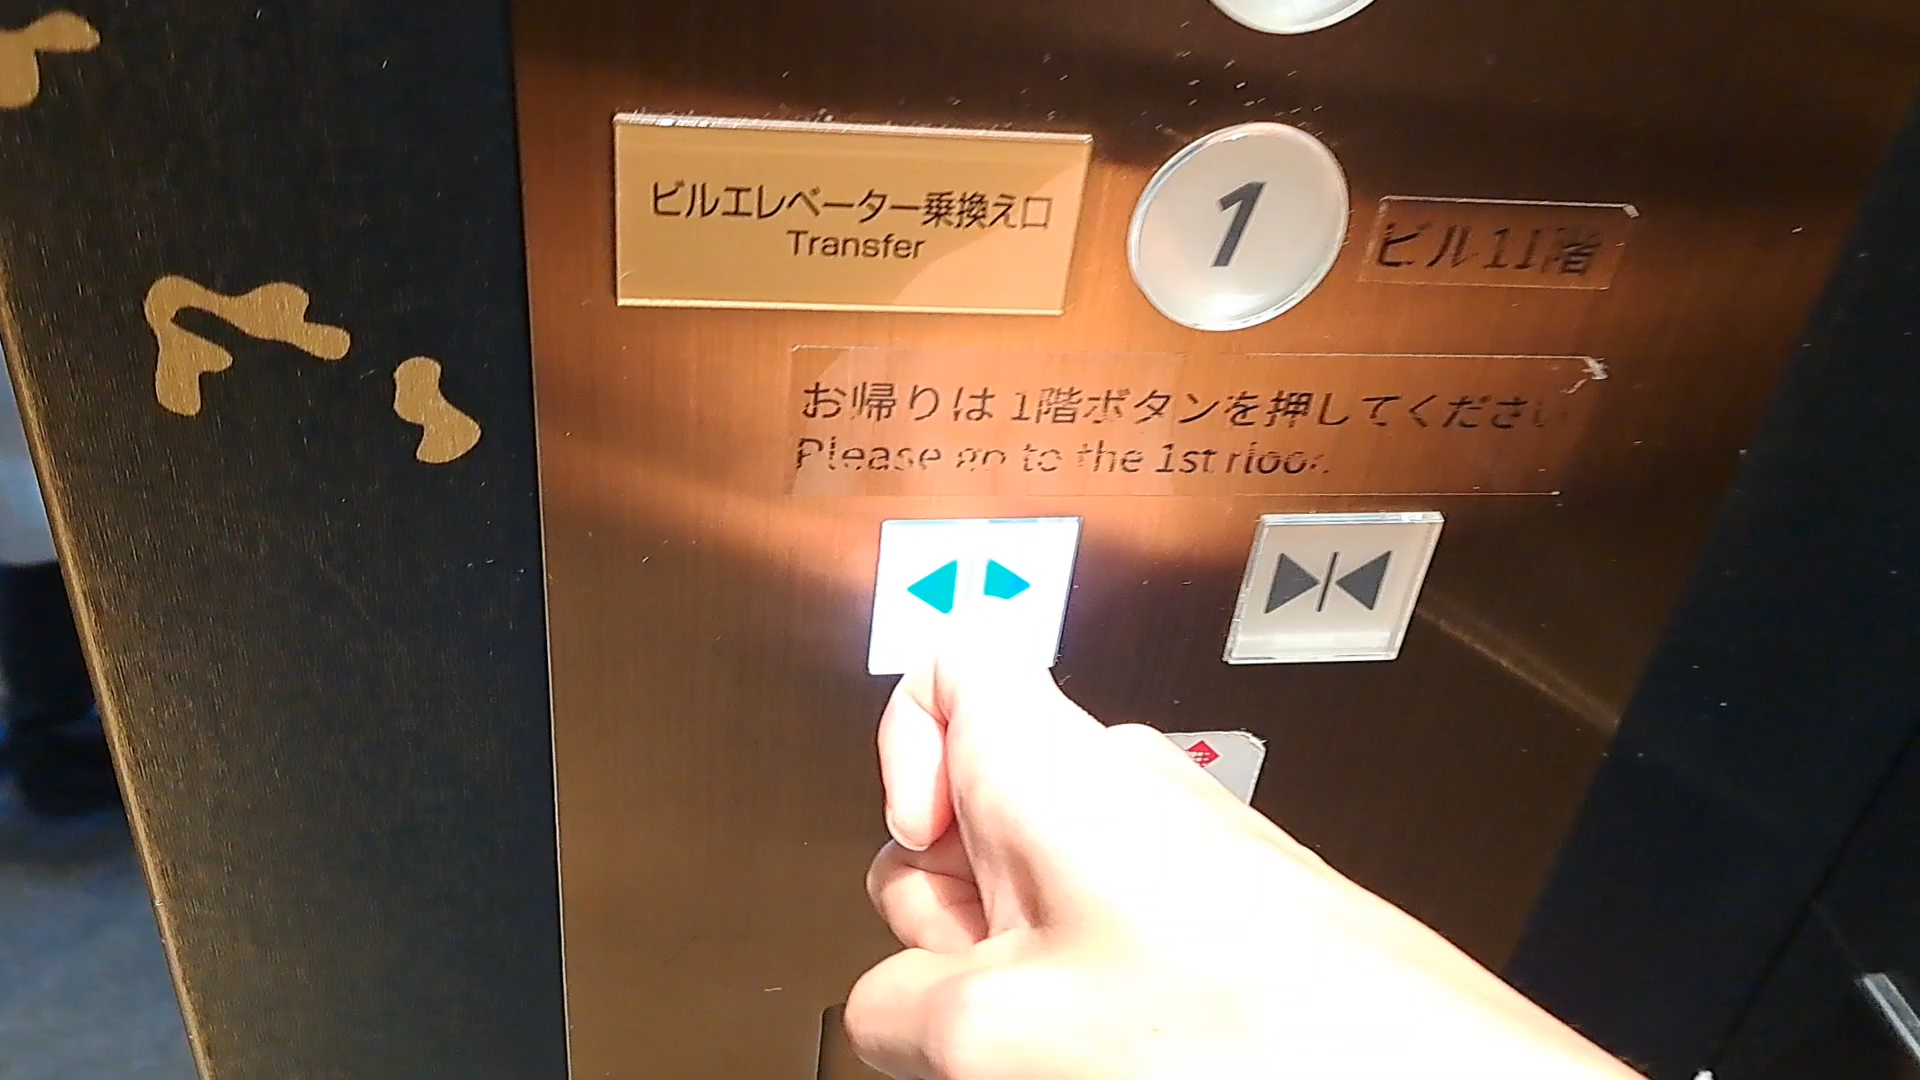 ビルエレベーター乗換え口
Transfer
1
ビル11階
お帰りは1階ボタンを押してくださ
Please go to the 1st floor.